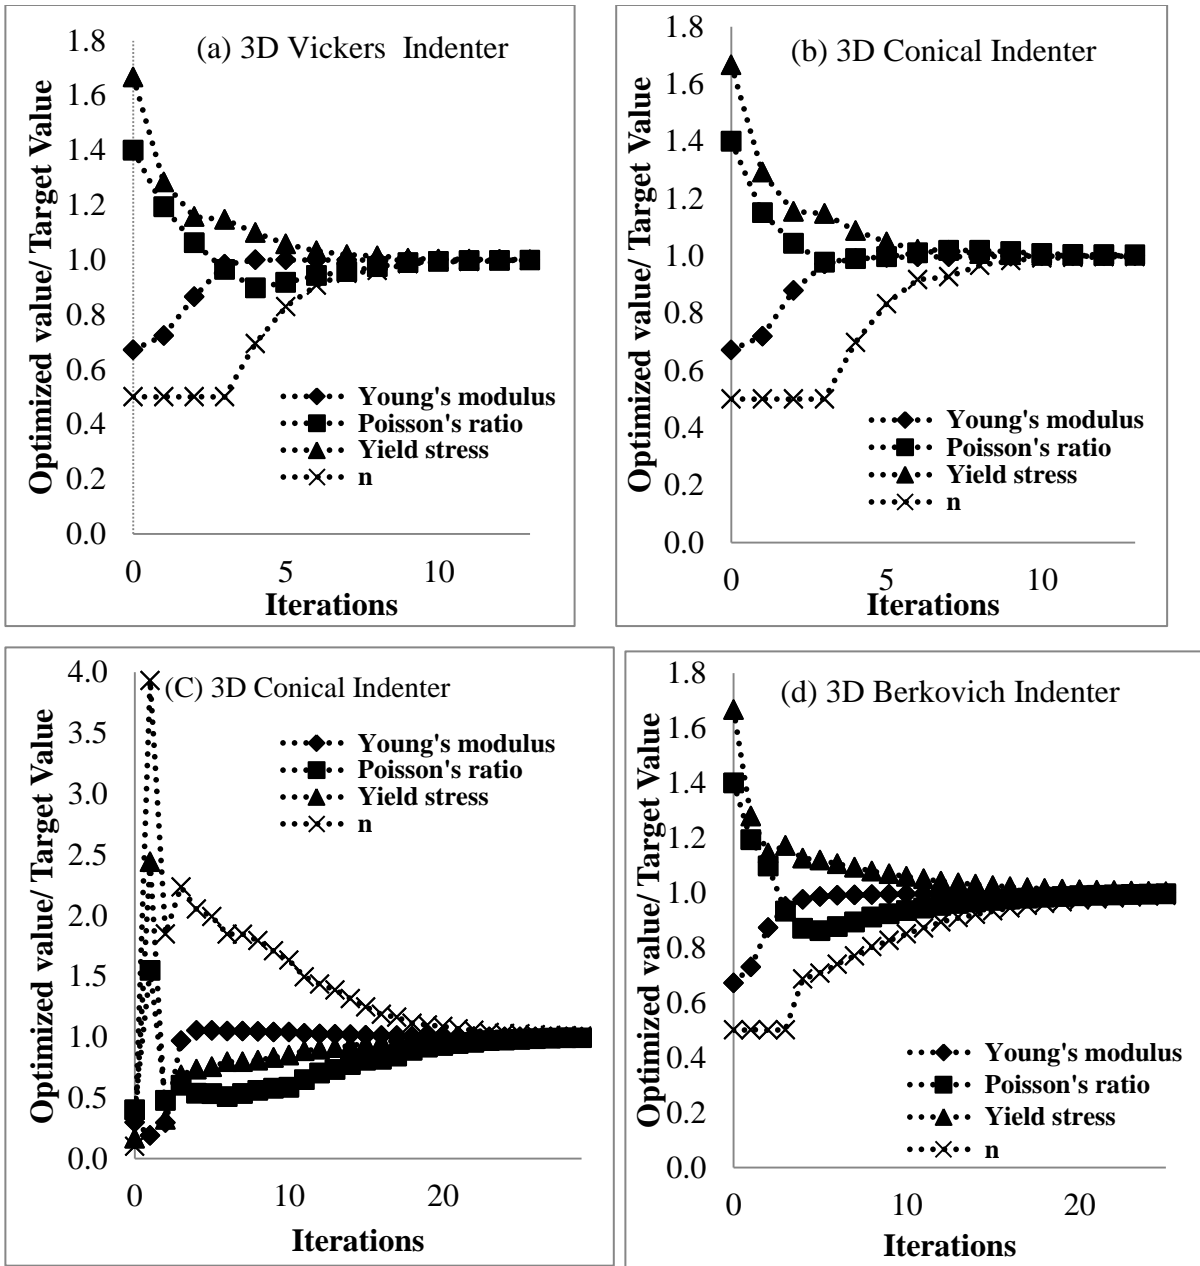 (a) 3D Vickers Indenter
Optimized value/ Target Value
1.8
1.6
1.4
1.2
1.0
0.8
0.6
0.4
0.2
0.0
Young's modulus
Poisson's ratio
Yield stress
n
0 5 10
Iterations
(b) 3D Conical Indenter
Optimized value/ Target Value
1.8
1.6
1.4
1.2
1.0
0.8
0.6
0.4
0.2
0.0
Young's modulus
Poisson's ratio
Yield stress
n
0 5 10
Iterations
(C) 3D Conical Indenter
Optimized value/ Target Value
4.0
3.5
3.0
2.5
2.0
1.5
1.0
0.5
0.0
Young's modulus
Poisson's ratio
Yield stress
n
0 10 20
Iterations
(d) 3D Berkovich Indenter
Optimized value/ Target Value
1.8
1.6
1.4
1.2
1.0
0.8
0.6
0.4
0.2
0.0
Young's modulus
Poisson's ratio
Yield stress
n
0 10 20
Iterations